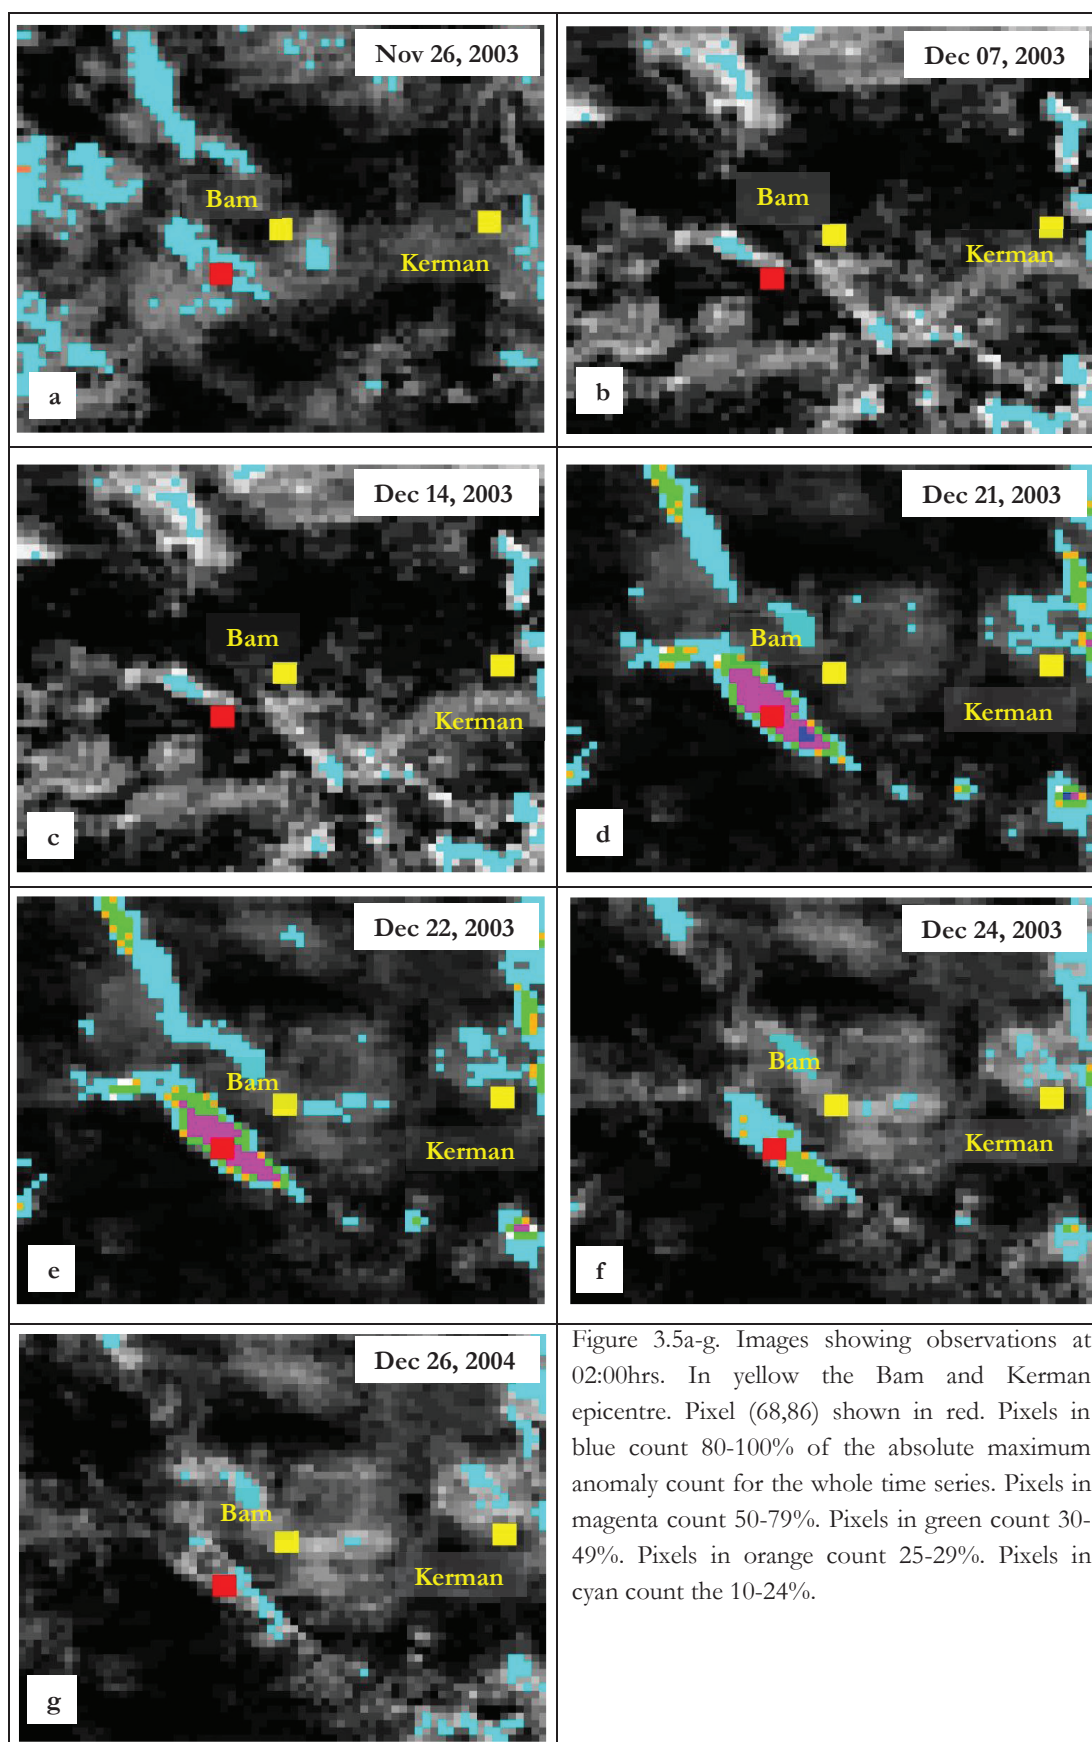 Nov 26, 2003
Bam
Kerman
a
Dec 07, 2003
Bam
Kerman
b
Dec 14, 2003
Bam
Kerman
c
Dec 21, 2003
Bam
Kerman
d
Dec 22, 2003
Bam
Kerman
e
Dec 24, 2003
Bam
Kerman
f
Dec 26, 2004
Bam
Kerman
g
Figure 3.5a-g. Images showing observations at
02:00hrs. In yellow the Bam and Kerman
epicentre. Pixel (68,86) shown in red. Pixels in
blue count 80-100% of the absolute maximum
anomaly count for the whole time series. Pixels in
magenta count 50-79%. Pixels in green count 30-
49%. Pixels in orange count 25-29%. Pixels in
cyan count the 10-24%.